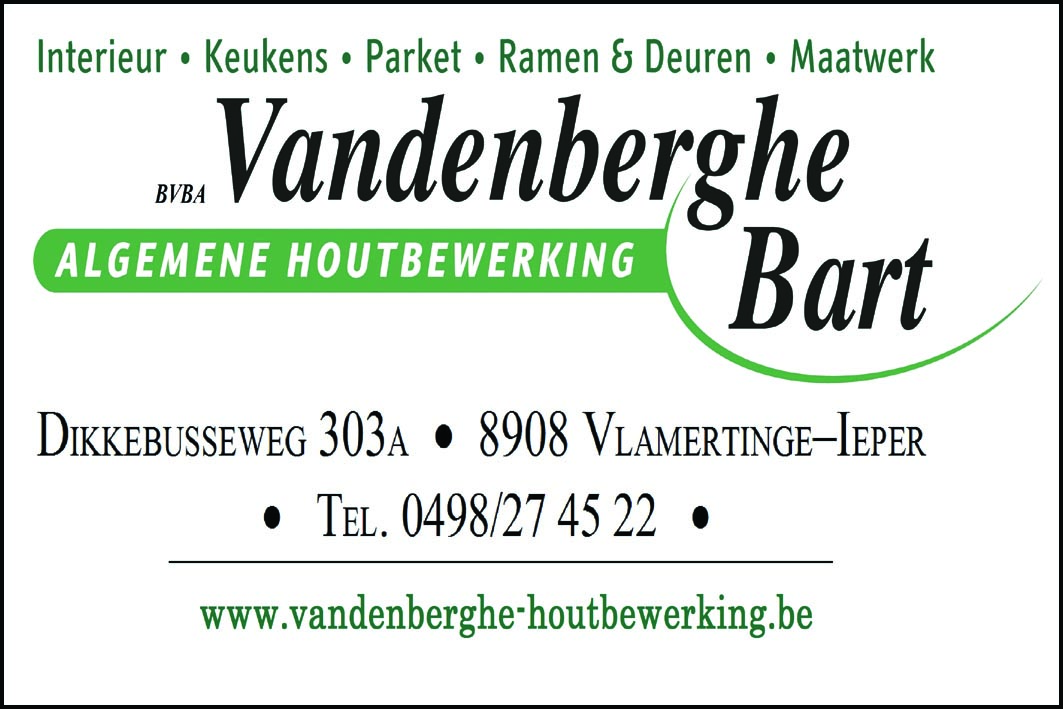 Interieur • Keukens • Parket • Ramen & Deuren • Maatwerk
BVBA Vandenberghe
ALGEMENE HOUTBEWERKING
Bart
DIKKEBUSSEWEG 303A • 8908 VLAMERTINGE–IEPER
• TEL. 0498/27 45 22 •
www.vandenberghe-houtbewerking.be